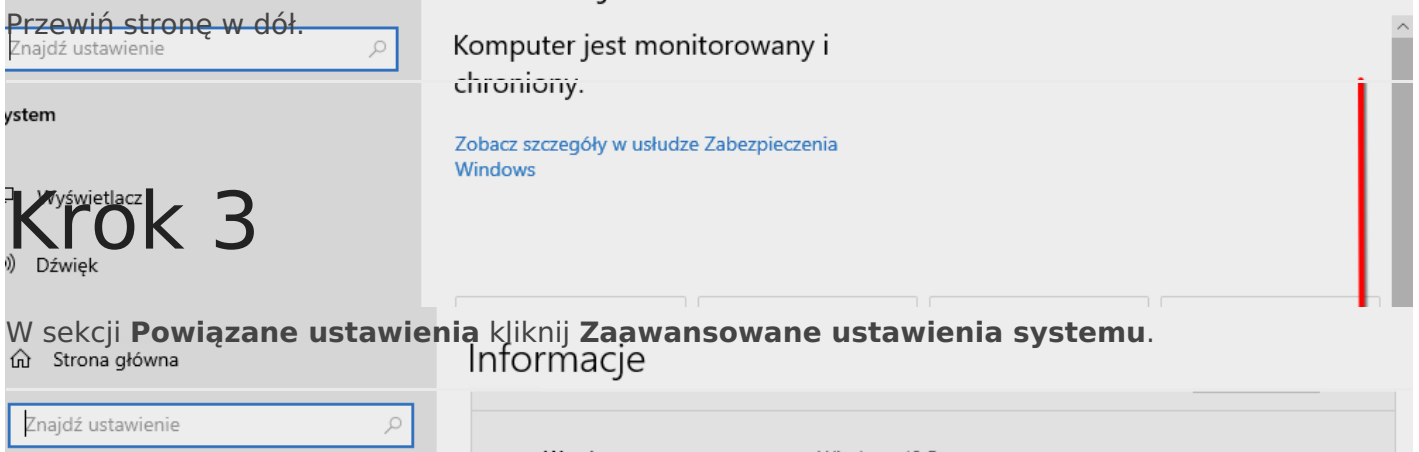 Przewiń stronę w dół.
Znajdź ustawienie
Komputer jest monitorowany i
chroniony.
ystem
Zobacz szczegóły w usłudze Zabezpieczenia
Windows
Wyświetlacz
Krok 3
Dźwięk
W sekcji Powiązane ustawienia kliknij Zaawansowane ustawienia systemu.
Strona główna
Informacje
Znajdź ustawienie